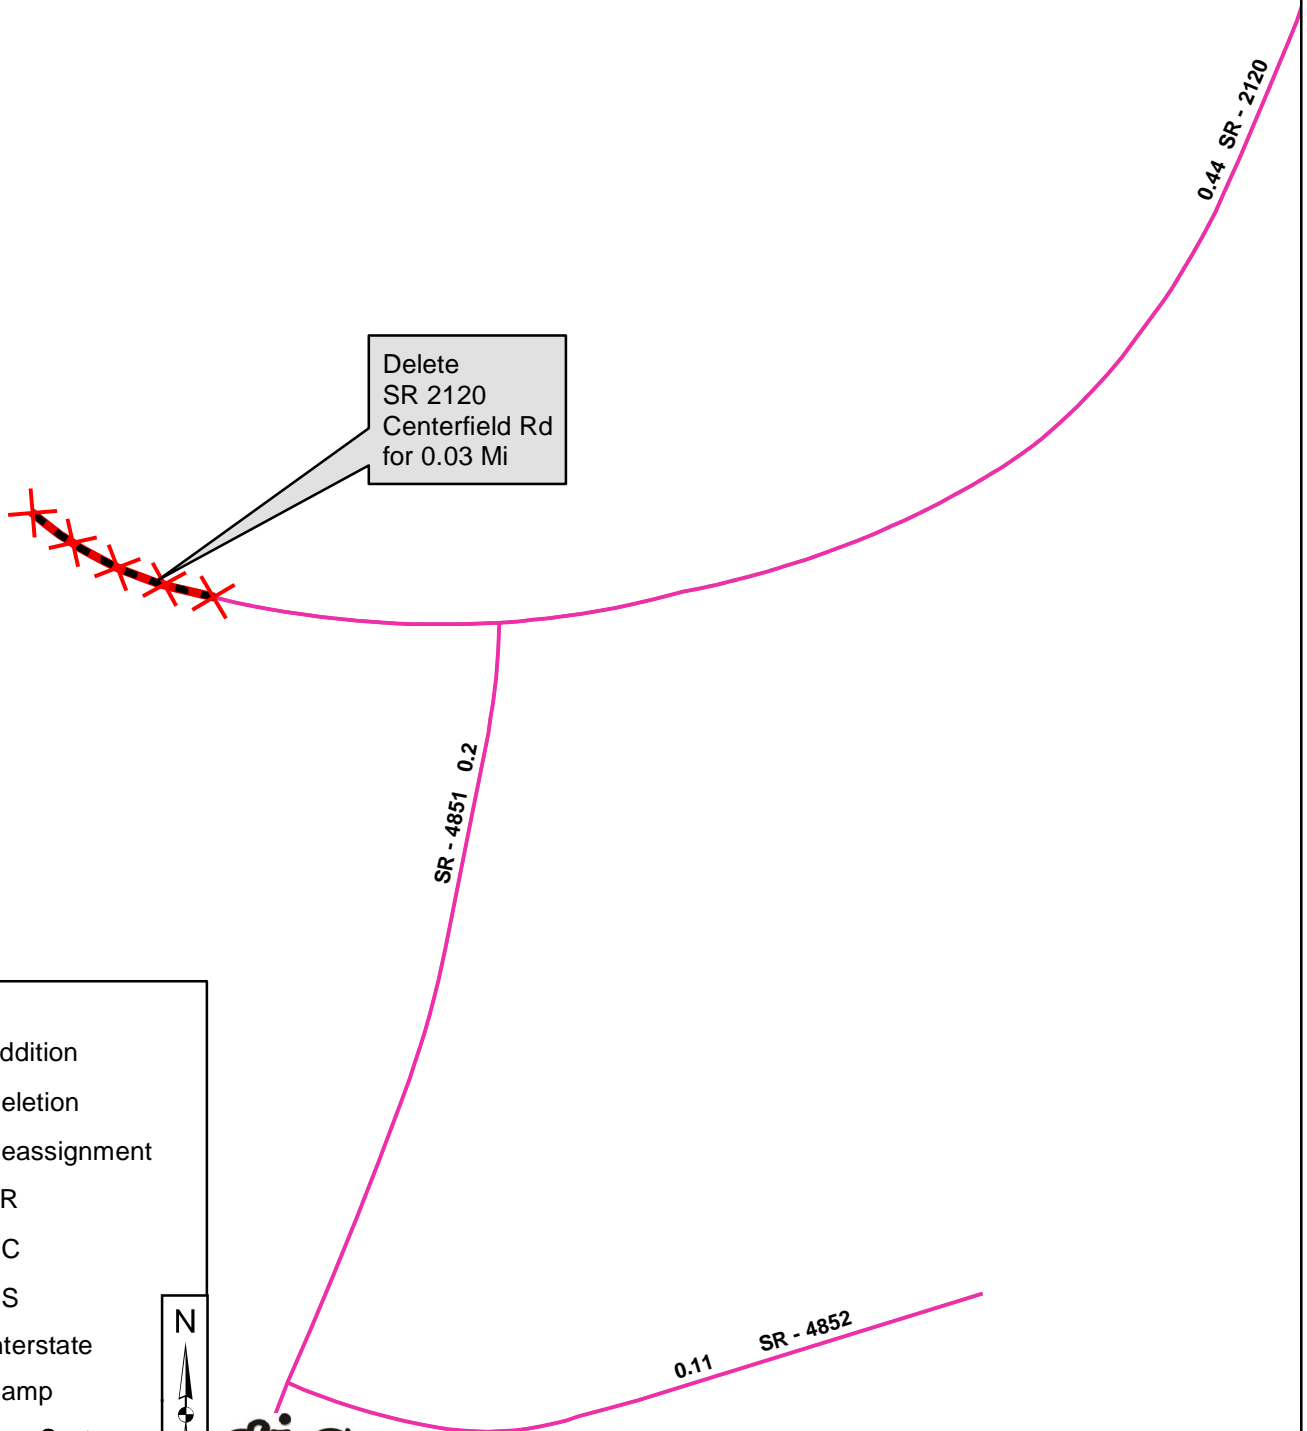 0.44 SR - 2120
Delete
SR 2120
Centerfield Rd
for 0.03 Mi
SR - 4851 0.2
ddition
eletion
eassignment
R
C
S
nterstate
amp
N
0.11 SR - 4852